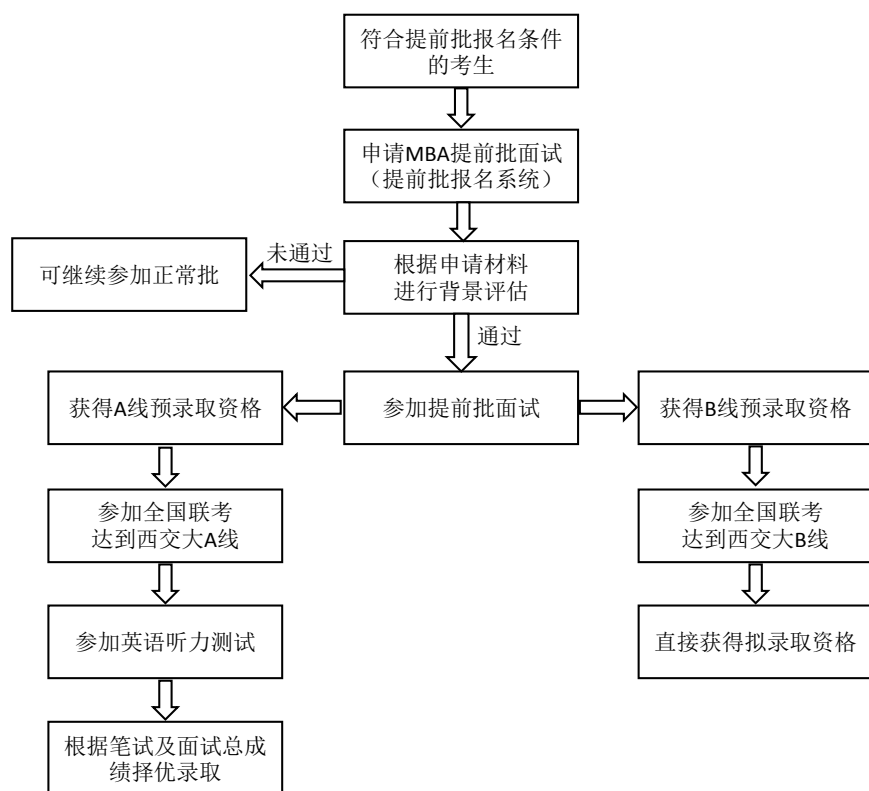 符合提前批报名条件
的考生
申请MBA提前批面试
（提前批报名系统）
未通过
可继续参加正常批
根据申请材料
进行背景评估
通过
获得A线预录取资格
参加提前批面试
获得B线预录取资格
参加全国联考
达到西交大A线
参加全国联考
达到西交大B线
参加英语听力测试
直接获得拟录取资格
根据笔试及面试总成
绩择优录取